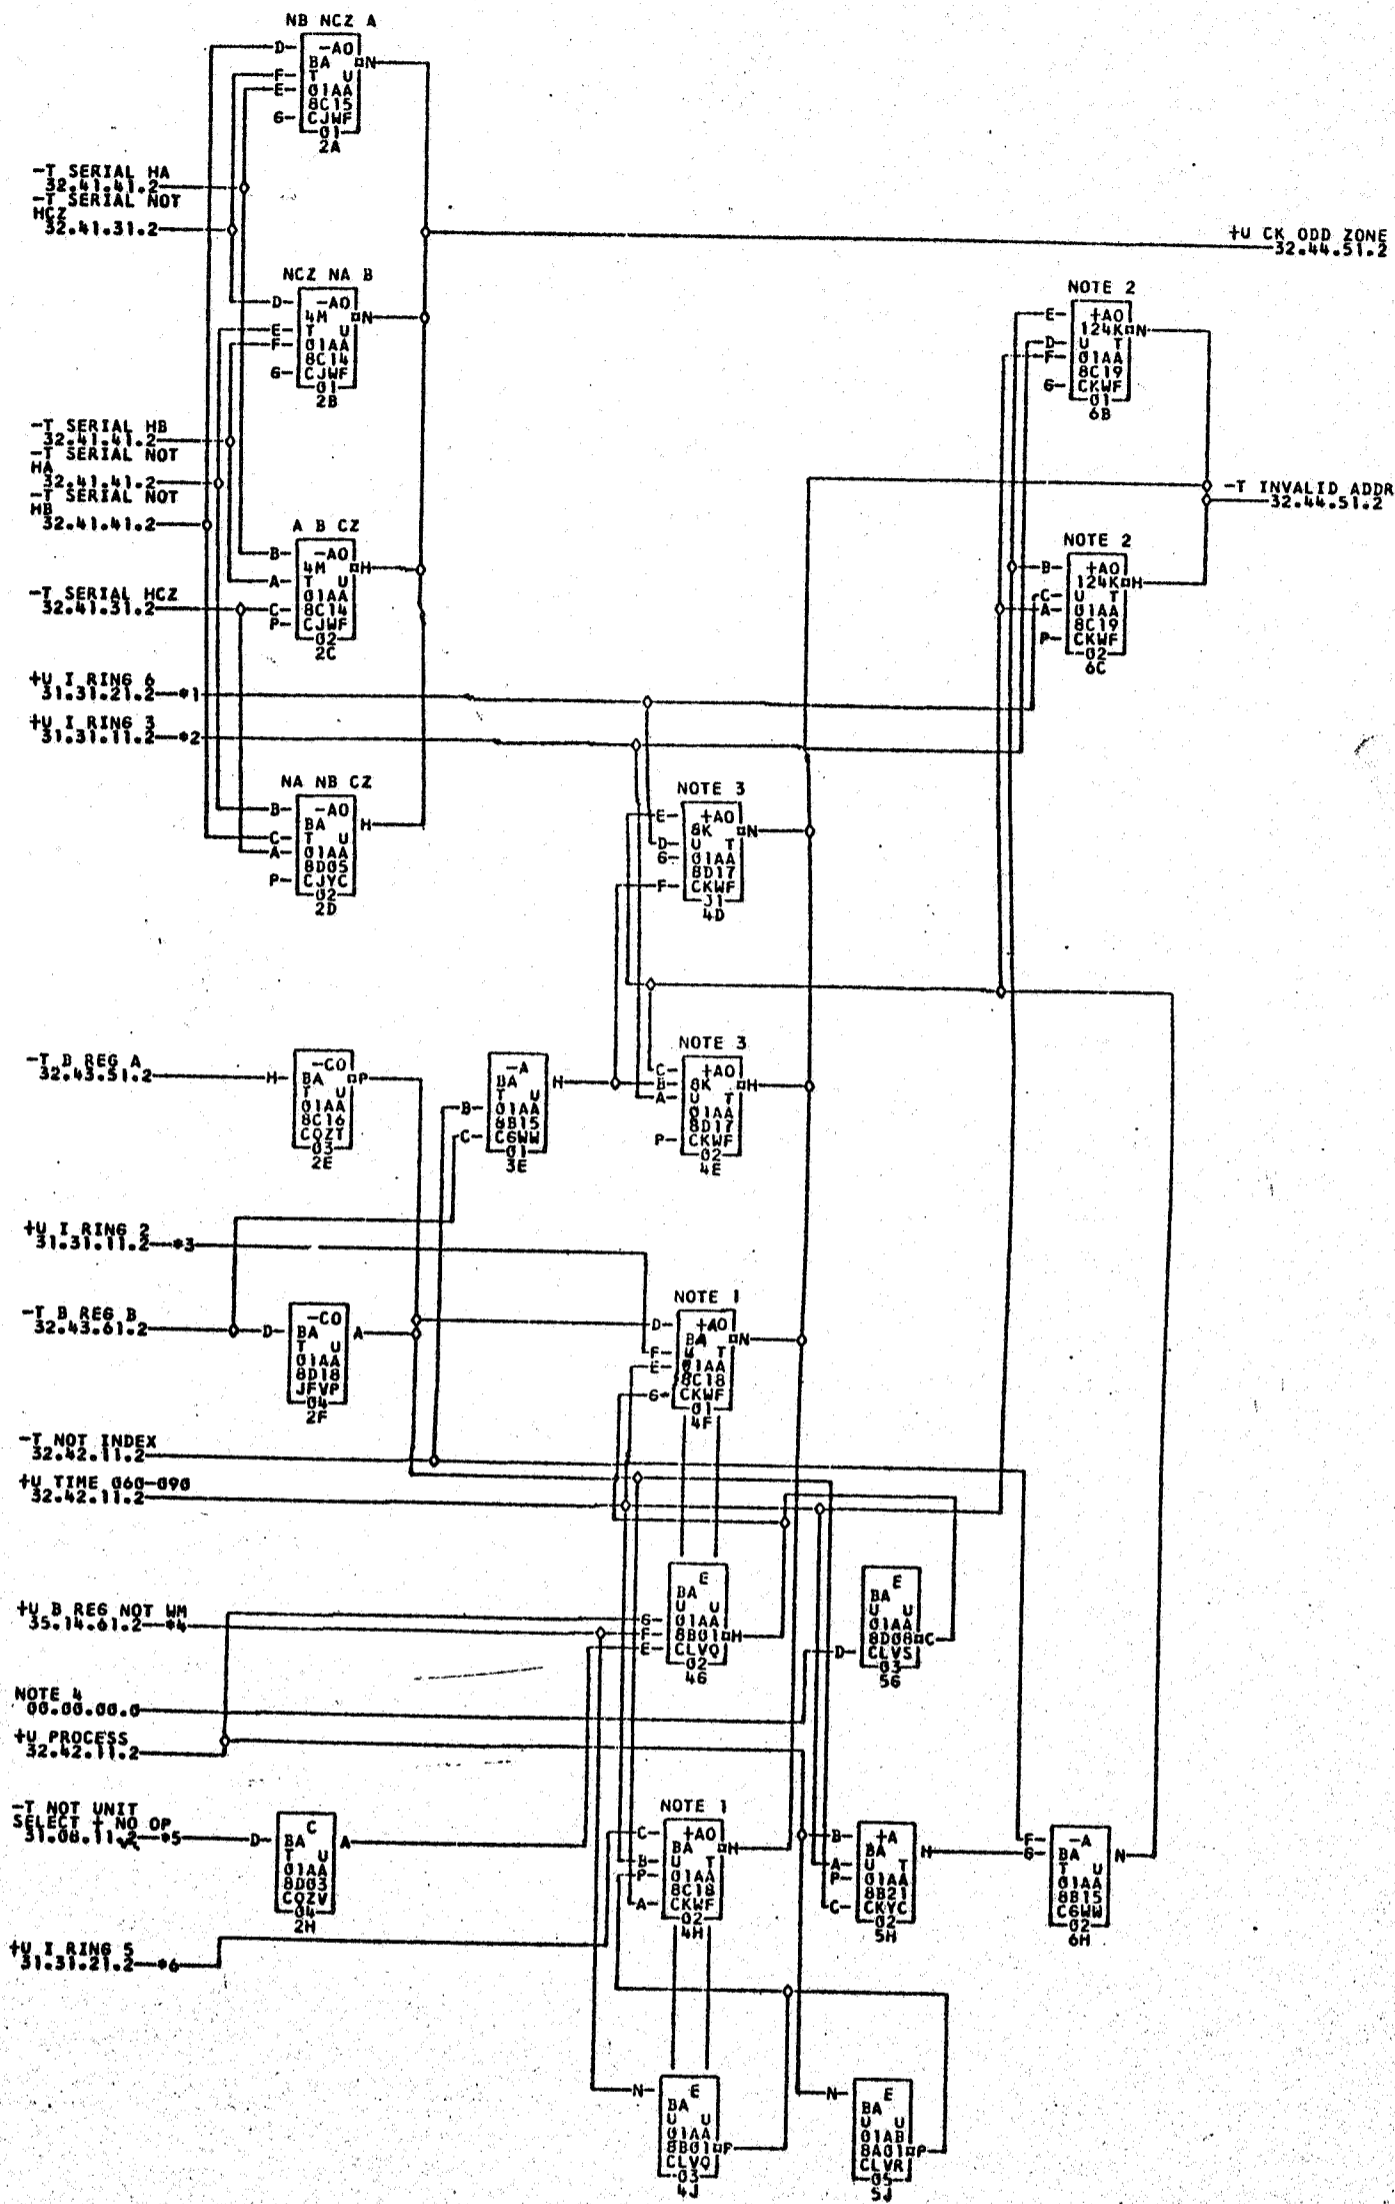 NB NCZ A
D- -AO
BA N
F- T U
E- 01AA
8C15
G- CJWF
01
2A
-T SERIAL HA
32.41.41.2
-T SERIAL NOT
HCZ
32.41.31.2
+U CK ODD ZONE
32.44.51.2
NCZ NA B
D- -AO
4M N
E- T U
F- 01AA
8C14
G- CJWF
01
2B
NOTE 2
E- +AO
124K N
D- U T
F- 01AA
8C19
G- CKWF
01
6B
-T SERIAL HB
32.41.41.2
-T SERIAL NOT
HA
32.41.41.2
-T SERIAL NOT
HB
32.41.41.2
-T INVALID ADDR
32.44.51.2
A B CZ
B- -AO
4M H
A- T U
01AA
C- 8C14
P- CJWF
02
2C
NOTE 2
B- +AO
124K H
C- U T
A- 01AA
8C19
P- CKWF
02
6C
-T SERIAL HCZ
32.41.31.2
+U I RING 6
31.31.21.2 *1
+U I RING 3
31.31.11.2 *2
NA NB CZ
B- -AO
BA H
C- T U
A- 01AA
8D05
P- CJYC
02
2D
NOTE 3
E- +AO
8K N
D- U T
G- 01AA
8D17
F- CKWF
31
4D
-T B REG A
32.43.51.2
-CO
H- BA P
T U
01AA
8C16
CQZT
03
2E
-A
BA H
T U
B- 01AA
8B15
C- CGWW
01
3E
NOTE 3
C- +AO
B- 8K H
A- U T
01AA
8D17
P- CKWF
02
4E
+U I RING 2
31.31.11.2 *3
-T B REG B
32.43.61.2
-CO
D- BA A
T U
01AA
8D18
JFVP
04
2F
NOTE 1
D- +AO
BA N
F- U T
E- 01AA
8C18
G- CKWF
01
4F
-T NOT INDEX
32.42.11.2
+U TIME 060-090
32.42.11.2
+U B REG NOT WM
35.14.61.2 *4
E
BA
U U
G- 01AA
F- 8B01 H
E- CLVQ
02
4G
E
BA
U U
01AA
8D08 C
D- CLVS
03
5G
NOTE 4
00.00.00.0
+U PROCESS
32.42.11.2
-T NOT UNIT
SELECT + NO OP
31.08.11.2 *5
C
D- BA A
T U
01AA
8D03
CQZV
04
2H
NOTE 1
C- +AO
BA H
B- U T
P- 01AA
8C18
A- CKWF
02
4H
B- +A
BA H
A- U T
P- 01AA
8B21
C- CKYC
02
5H
F- -A
G- BA N
T U
01AA
8B15
CGWW
02
6H
+U I RING 5
31.31.21.2 *6
N- E
BA
U U
01AA
8B01 P
CLVQ
03
4J
N- E
BA
U U
01AB
8A01 P
CLVR
05
5J